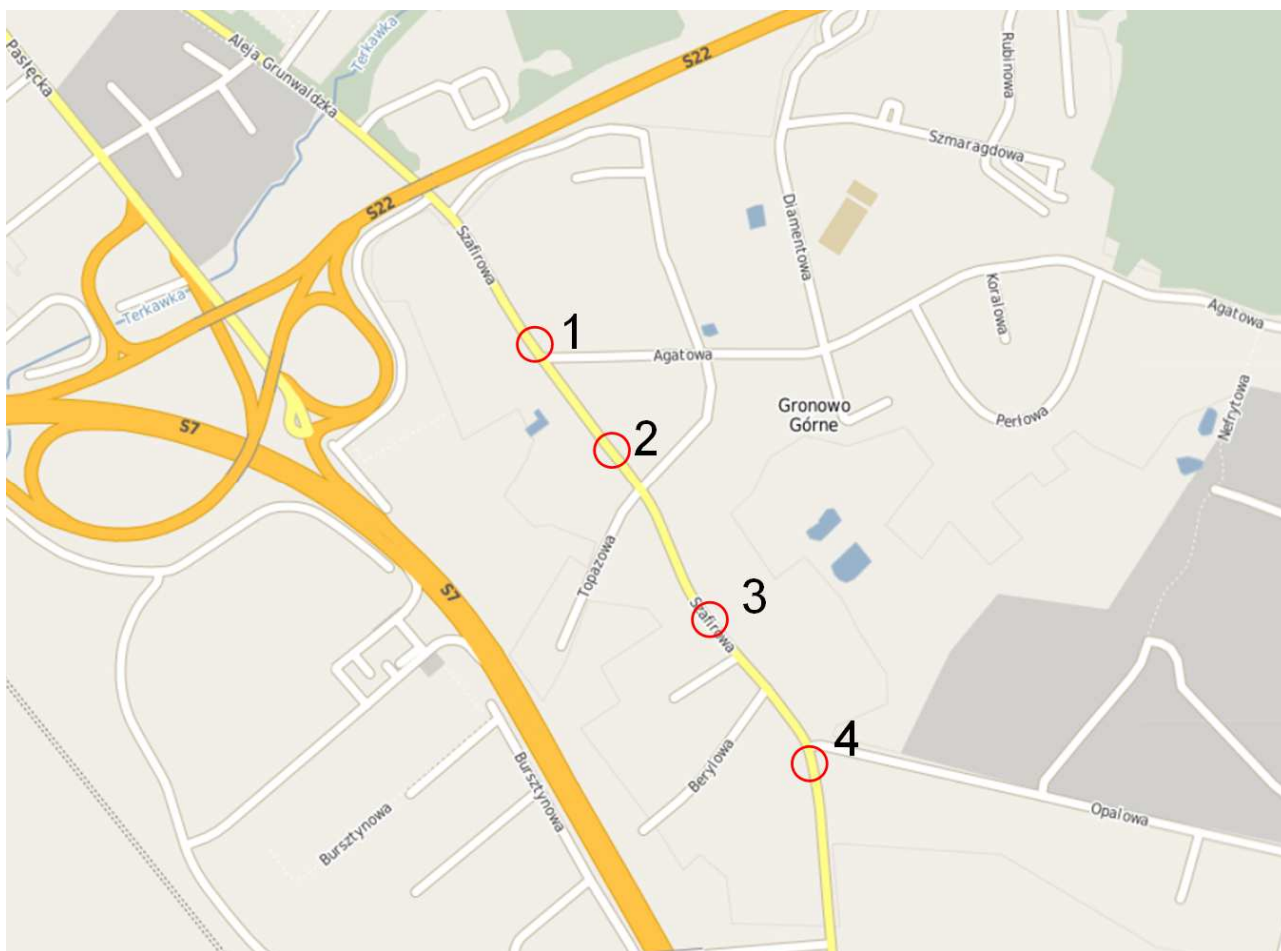 Pasłęcka
Aleja Grunwaldzka
Terkawka
S22
Rubinowa
Szmaragdowa
S22
Szafirowa
Diamentowa
Terkawka
1
Agatowa
Koralowa
Agatowa
Gronowo
Górne
Perłowa
Nefrytowa
S7
2
Topazowa
S7
3
Szafirowa
4
Berylowa
Bursztynowa
Bursztynowa
Opalowa